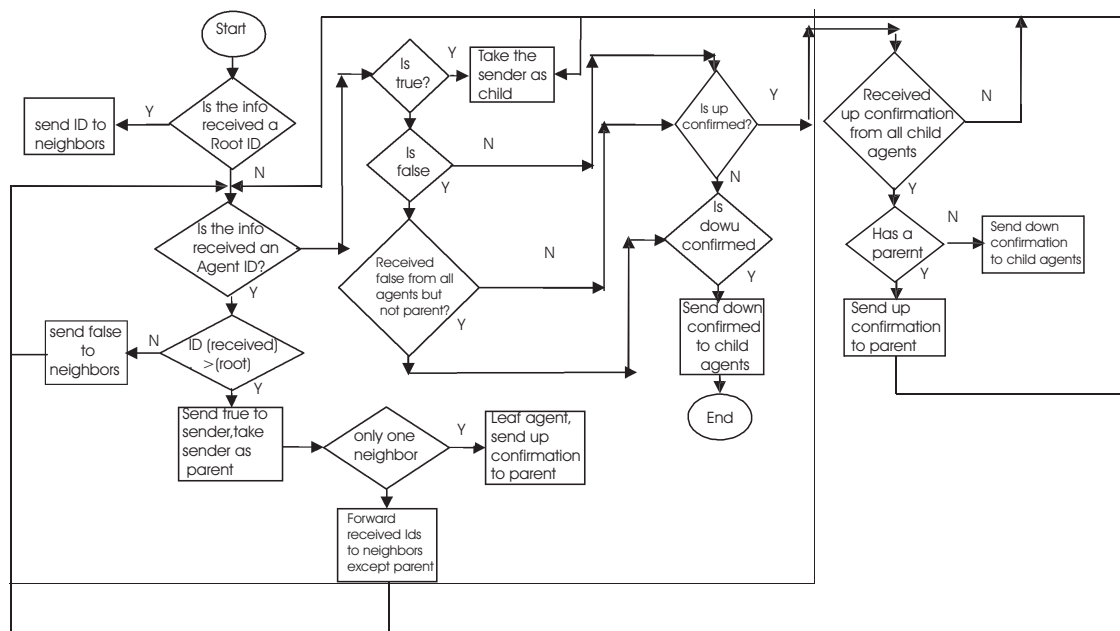 Start
Is the info
received a
Root ID
Y
send ID to
neighbors
N
Is the info
received an
Agent ID?
Y
ID (received)
>(root)
N
send false
to
neighbors
Y
Send true to
sender,take
sender as
parent
only one
neighbor
Y
Leaf agent,
send up
confirmation
to parent
Forward
received Ids
to neighbors
except parent
Is
true?
Y
Take the
sender as
child
Is
false
N
Y
Received
false from all
agents but
not parent?
N
Y
Is up
confirmed?
Y
N
Is
dowu
confirmed
Y
Send down
confirmed
to child
agents
End
Received
up confirmation
from all child
agents
N
Y
Has a
parernt
N
Send down
confirmation
to child agents
Y
Send up
confirmation
to parent